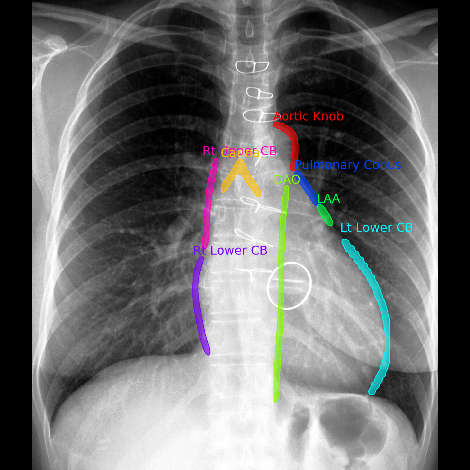 Aortic Knob
Rt Upper CB
Carina
Pulmonary Conus
DAO
LAA
Lt Lower CB
Rt Lower CB